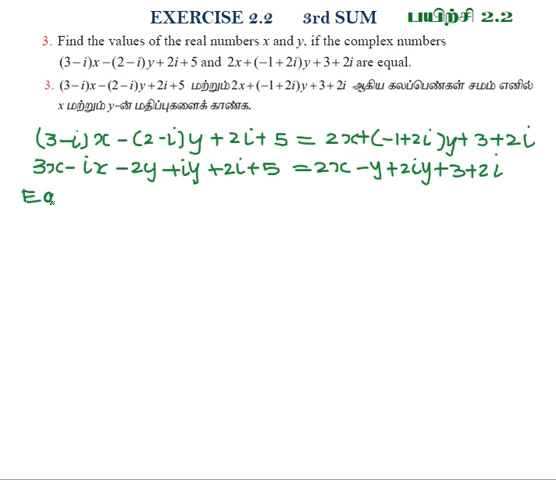 EXERCISE 2.2 3rd SUM பயிற்சி 2.2
3. Find the values of the real numbers x and y, if the complex numbers
(3−i)x−(2−i)y+2i+5 and 2x+(−1+2i)y+3+2i are equal.
3. (3−i)x−(2−i)y+2i+5 மற்றும் 2x+(−1+2i)y+3+2i ஆகிய கலப்பெண்கள் சமம் எனில்
x மற்றும் y-ன் மதிப்புகளைக் காண்க.
(3-i)x-(2-i)y+2i+5 = 2x+(-1+2i)y+3+2i
3x-ix-2y+iy+2i+5 = 2x-y+2iy+3+2i
Eq